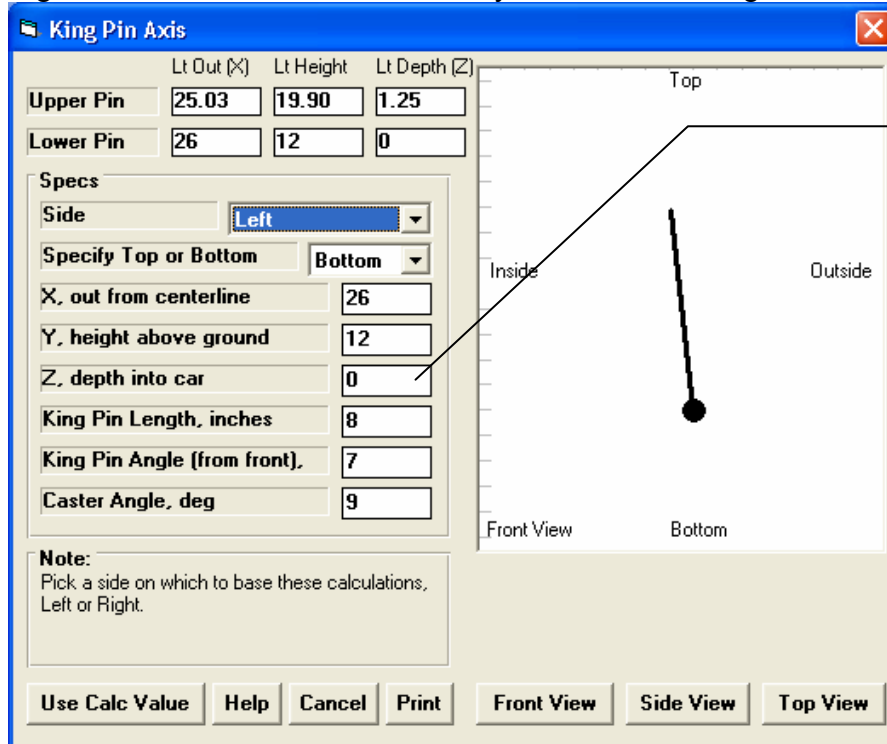 King Pin Axis
Lt Out (X) Lt Height Lt Depth (Z)
Upper Pin 25.03 19.90 1.25
Lower Pin 26 12 0
Specs
Side Left
Specify Top or Bottom Bottom
X, out from centerline 26
Y, height above ground 12
Z, depth into car 0
King Pin Length, inches 8
King Pin Angle (from front), 7
Caster Angle, deg 9
Note:
Pick a side on which to base these calculations,
Left or Right.
Top
Inside Outside
Front View Bottom
Use Calc Value Help Cancel Print Front View Side View Top View